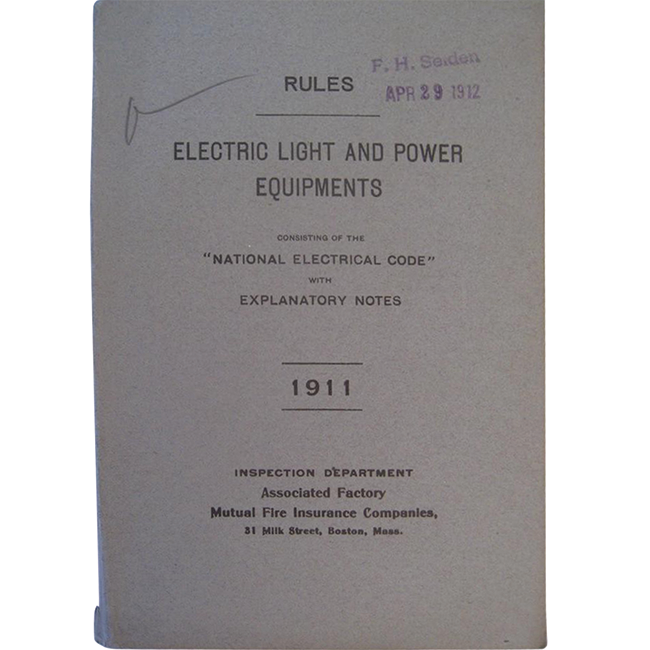 F. H. Selden
APR 29 1912
RULES
ELECTRIC LIGHT AND POWER
EQUIPMENTS
CONSISTING OF THE
"NATIONAL ELECTRICAL CODE"
WITH
EXPLANATORY NOTES
1911
INSPECTION DEPARTMENT
Associated Factory
Mutual Fire Insurance Companies,
31 Milk Street, Boston, Mass.